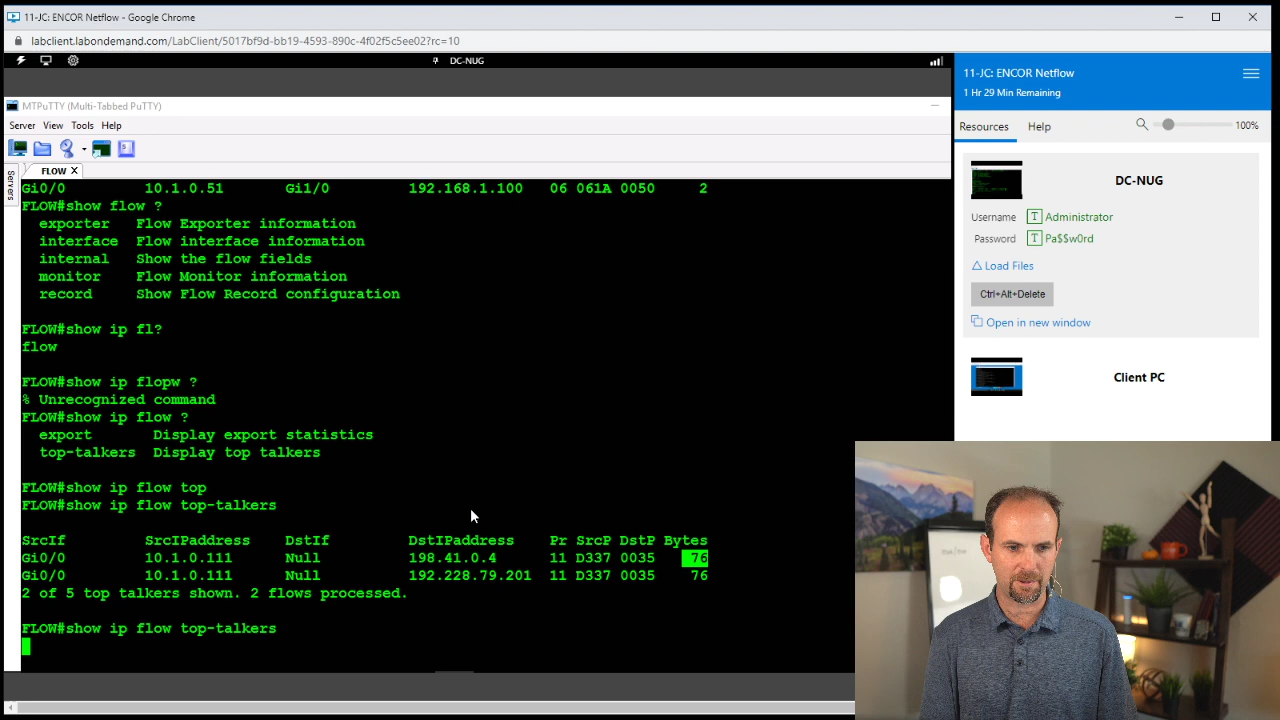 11-JC: ENCOR Netflow - Google Chrome
labclient.labondemand.com/LabClient/5017bf9d-bb19-4593-890c-4f02f5c5ee02?rc=10
DC-NUG
MTPuTTY (Multi-Tabbed PuTTY)
Server View Tools Help
FLOW X
Servers
Gi0/0 10.1.0.51 Gi1/0 192.168.1.100 06 061A 0050 2
FLOW#show flow ?
exporter Flow Exporter information
interface Flow interface information
internal Show the flow fields
monitor Flow Monitor information
record Show Flow Record configuration
FLOW#show ip fl?
flow
FLOW#show ip flopw ?
% Unrecognized command
FLOW#show ip flow ?
export Display export statistics
top-talkers Display top talkers
FLOW#show ip flow top
FLOW#show ip flow top-talkers
SrcIf SrcIPaddress DstIf DstIPaddress Pr SrcP DstP Bytes
Gi0/0 10.1.0.111 Null 198.41.0.4 11 D337 0035 76
Gi0/0 10.1.0.111 Null 192.228.79.201 11 D337 0035 76
2 of 5 top talkers shown. 2 flows processed.
FLOW#show ip flow top-talkers
11-JC: ENCOR Netflow
1 Hr 29 Min Remaining
Resources Help 100%
DC-NUG
Username T Administrator
Password T Pa$$w0rd
Load Files
Ctrl+Alt+Delete
Open in new window
Client PC